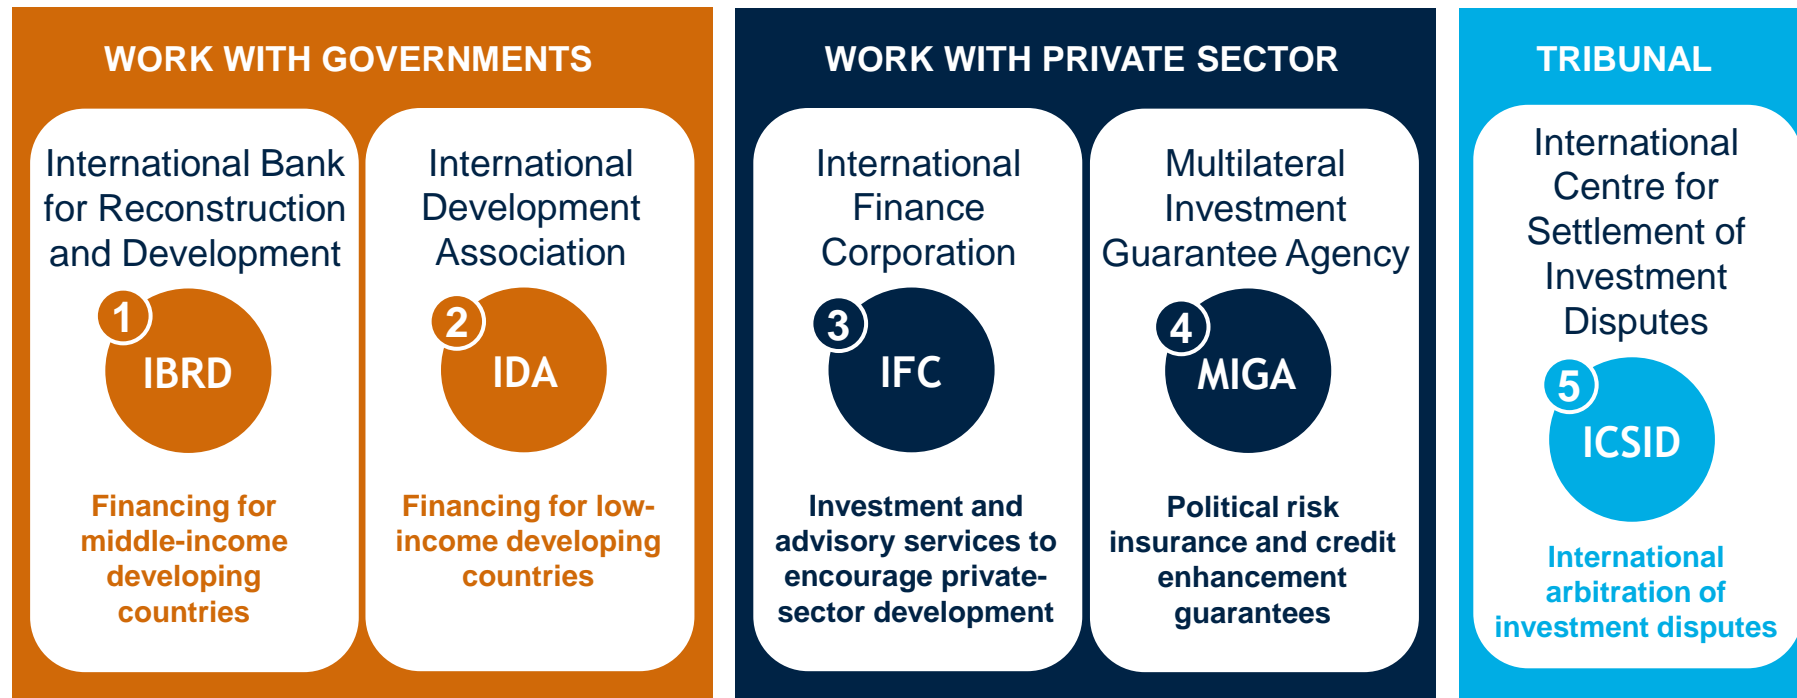 WORK WITH GOVERNMENTS
International Bank
for Reconstruction
and Development
1
IBRD
Financing for
middle-income
developing
countries
International
Development
Association
2
IDA
Financing for low-
income developing
countries
WORK WITH PRIVATE SECTOR
International
Finance
Corporation
3
IFC
Investment and
advisory services to
encourage private-
sector development
Multilateral
Investment
Guarantee Agency
4
MIGA
Political risk
insurance and credit
enhancement
guarantees
TRIBUNAL
International
Centre for
Settlement of
Investment
Disputes
5
ICSID
International
arbitration of
investment disputes